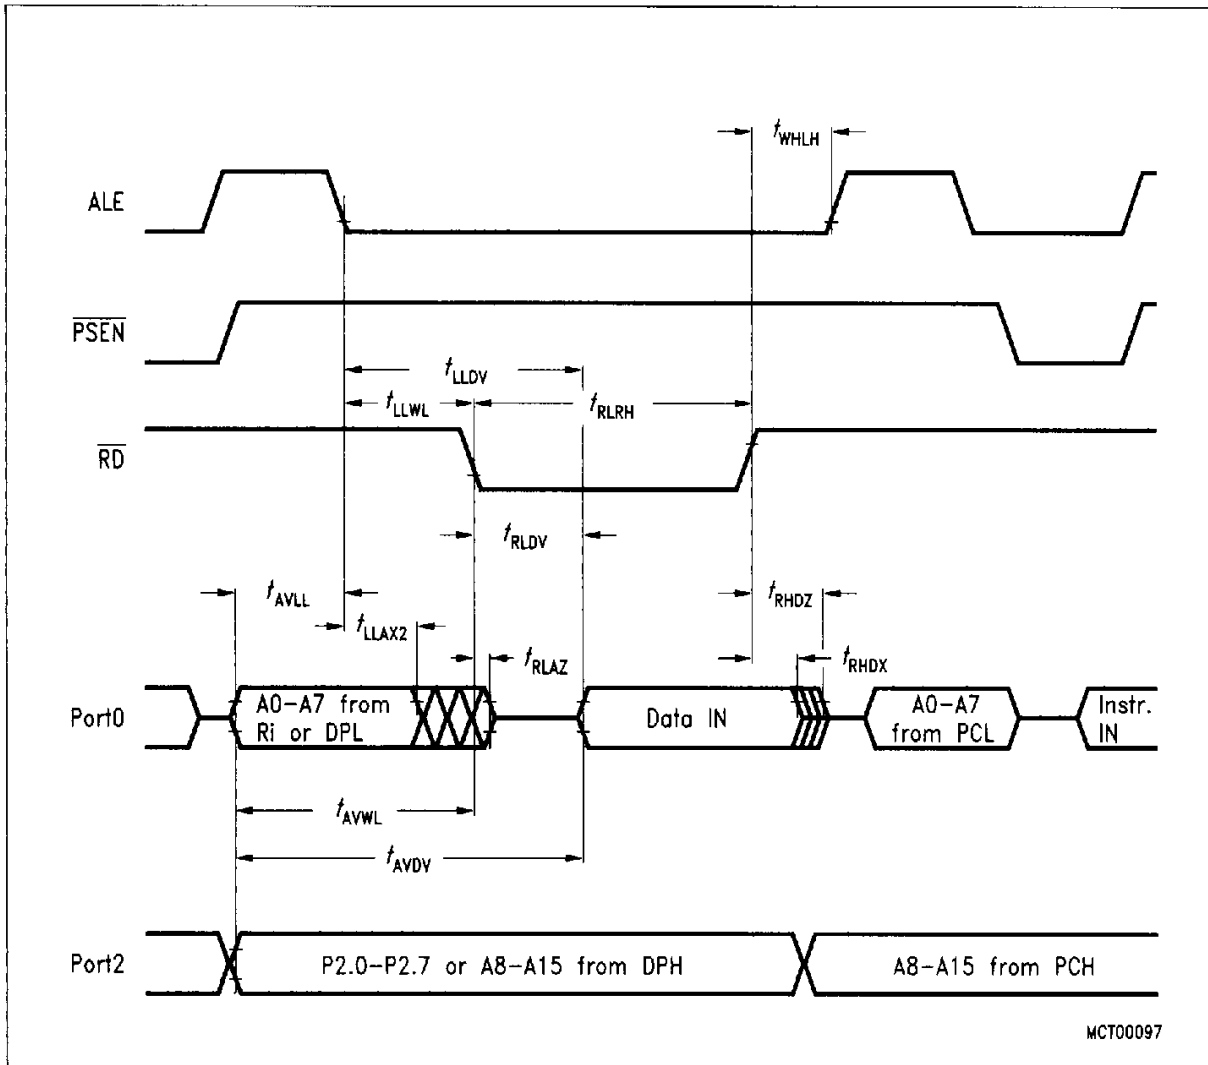 tWHLH
ALE
PSEN
tLLDV
tLLWL
tRLRH
RD
tRLDV
tAVLL
tRHDZ
tLLAX2
tRLAZ
tRHDX
Port0
A0-A7 from
Ri or DPL
Data IN
A0-A7
from PCL
Instr.
IN
tAVWL
tAVDV
Port2
P2.0-P2.7 or A8-A15 from DPH
A8-A15 from PCH
MCT00097